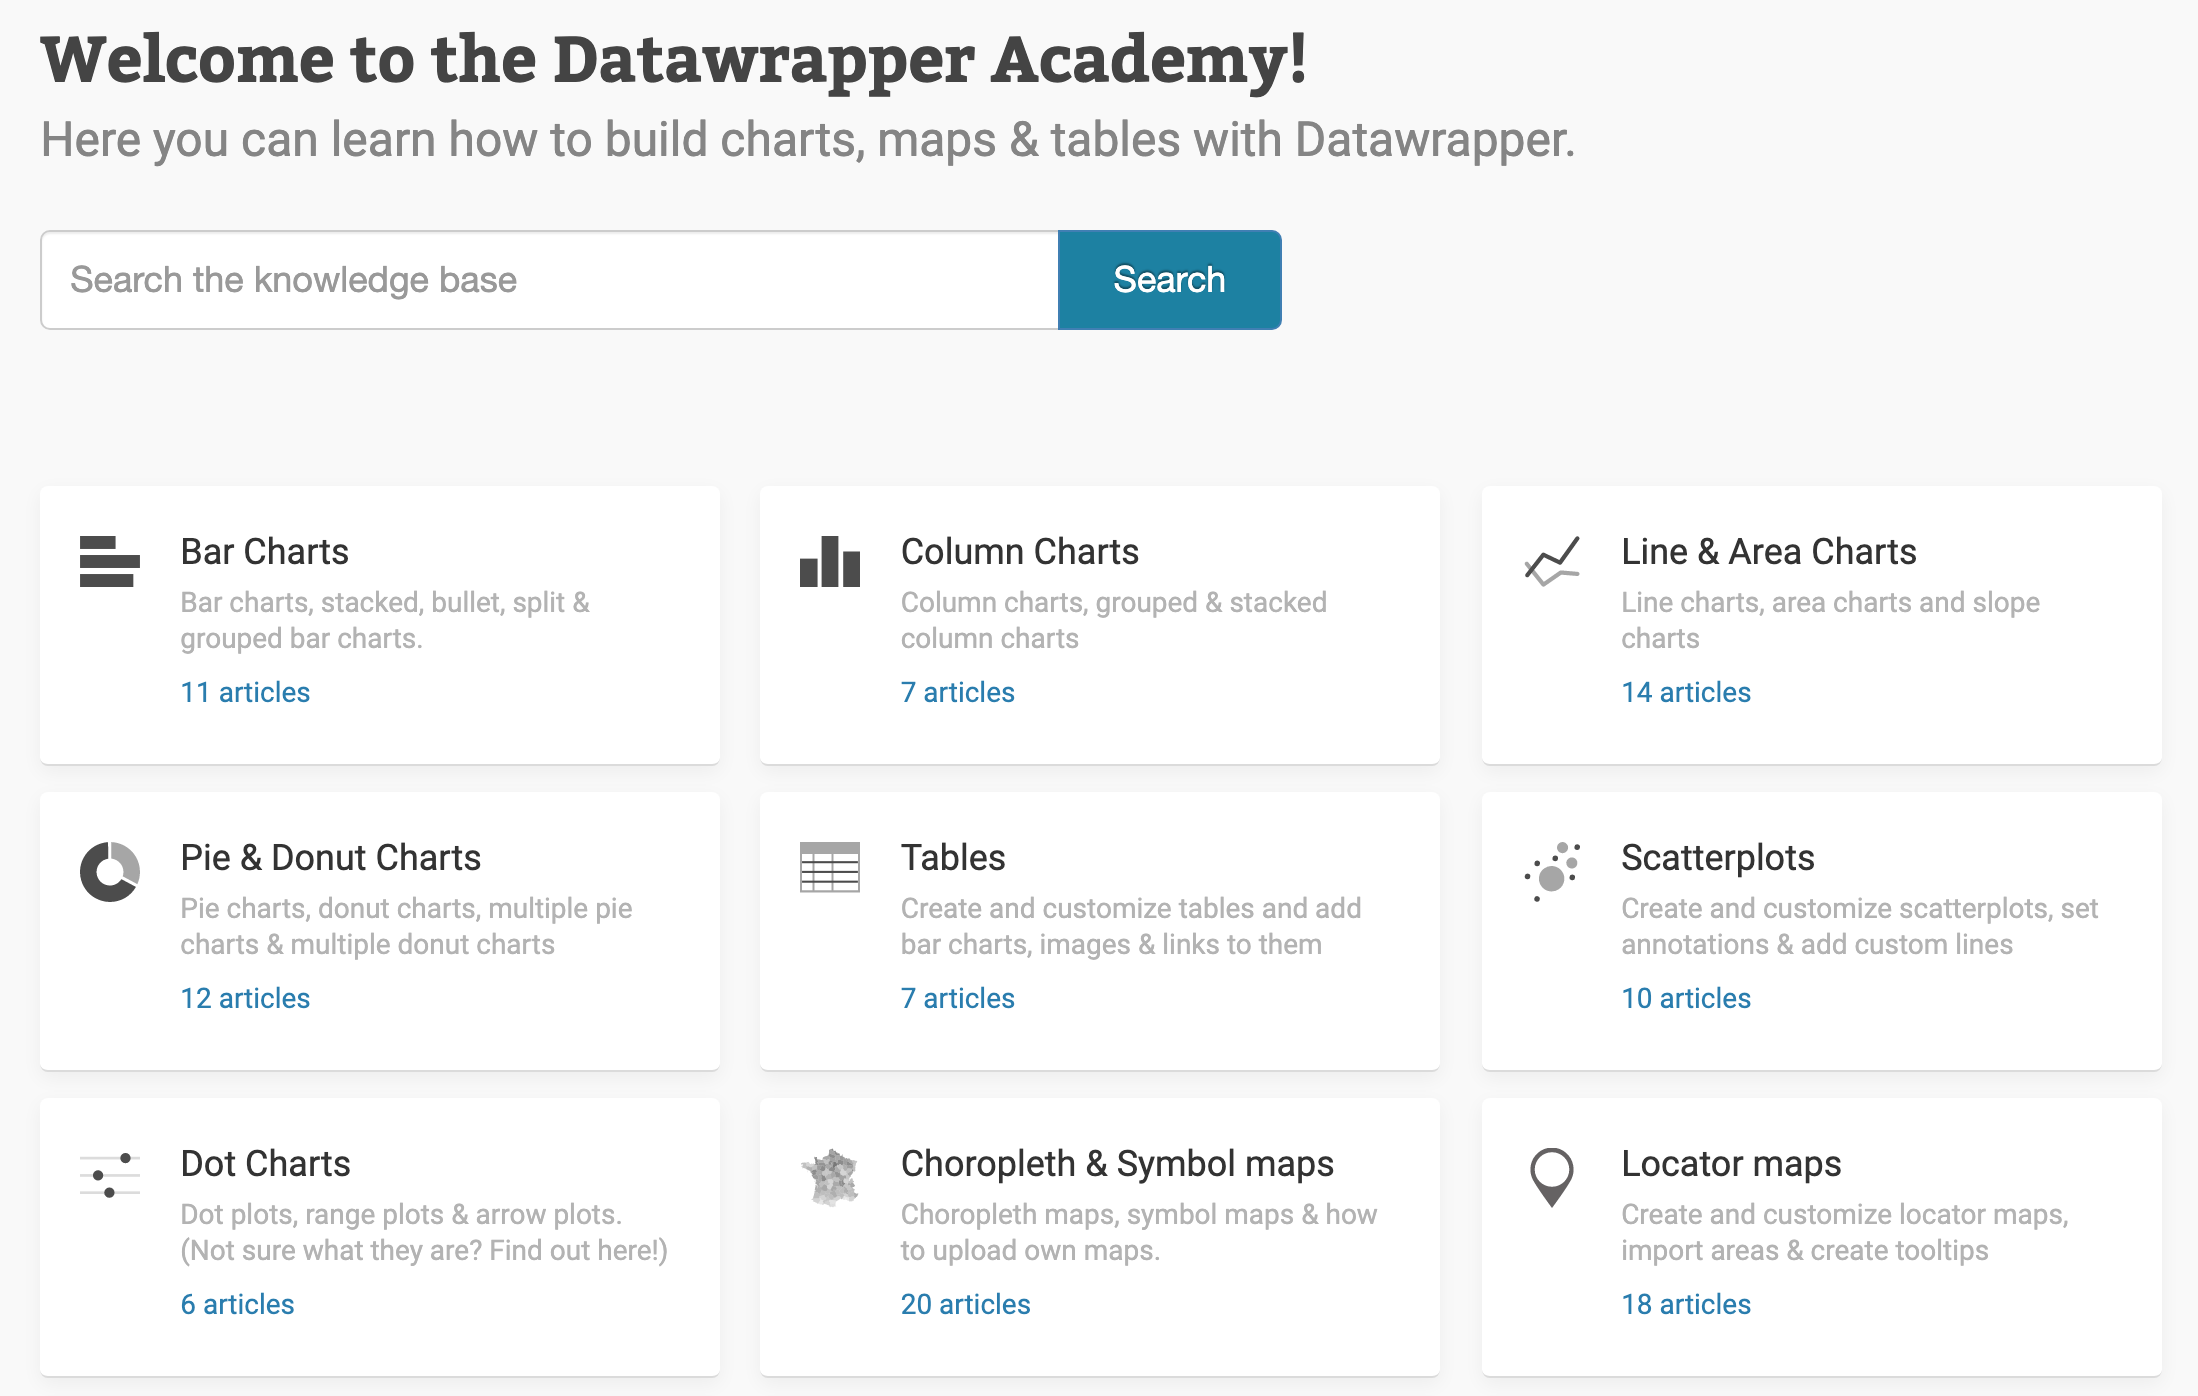 Welcome to the Datawrapper Academy!
Here you can learn how to build charts, maps & tables with Datawrapper.
Search the knowledge base
Search
Bar Charts
Bar charts, stacked, bullet, split &
grouped bar charts.
11 articles
Column Charts
Column charts, grouped & stacked
column charts
7 articles
Line & Area Charts
Line charts, area charts and slope
charts
14 articles
Pie & Donut Charts
Pie charts, donut charts, multiple pie
charts & multiple donut charts
12 articles
Tables
Create and customize tables and add
bar charts, images & links to them
7 articles
Scatterplots
Create and customize scatterplots, set
annotations & add custom lines
10 articles
Dot Charts
Dot plots, range plots & arrow plots.
(Not sure what they are? Find out here!)
6 articles
Choropleth & Symbol maps
Choropleth maps, symbol maps & how
to upload own maps.
20 articles
Locator maps
Create and customize locator maps,
import areas & create tooltips
18 articles